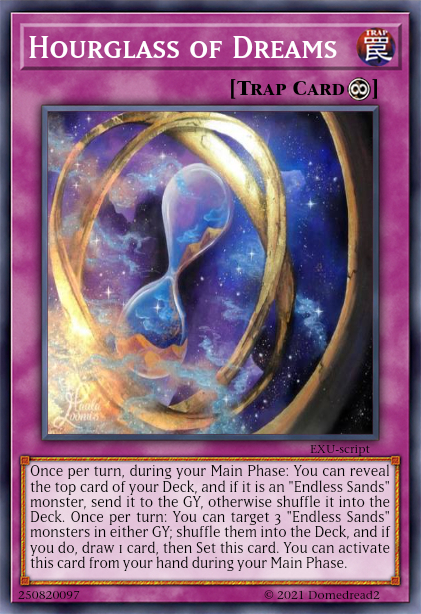 Hourglass of Dreams
TRAP
罠
[Trap Card]
EXU-script
Once per turn, during your Main Phase: You can reveal
the top card of your Deck, and if it is an "Endless Sands"
monster, send it to the GY, otherwise shuffle it into the
Deck. Once per turn: You can target 3 "Endless Sands"
monsters in either GY; shuffle them into the Deck, and if
you do, draw 1 card, then Set this card. You can activate
this card from your hand during your Main Phase.
250820097
© 2021 Domedread2